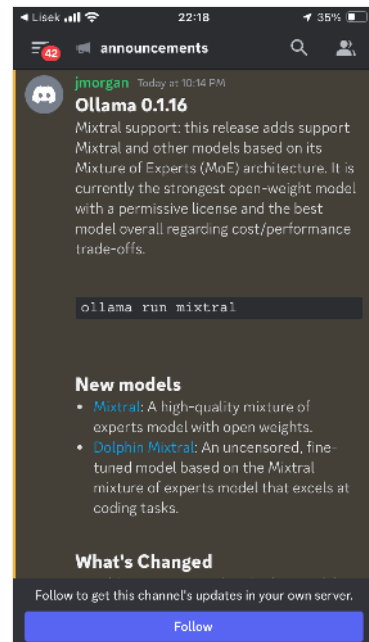 ◄ Lisek 22:18 35%
42 announcements
jmorgan Today at 10:14 PM
Ollama 0.1.16
Mixtral support: this release adds support
Mixtral and other models based on its
Mixture of Experts (MoE) architecture. It is
currently the strongest open-weight model
with a permissive license and the best
model overall regarding cost/performance
trade-offs.
ollama run mixtral
New models
• Mixtral: A high-quality mixture of
experts model with open weights.
• Dolphin Mixtral: An uncensored, fine-
tuned model based on the Mixtral
mixture of experts model that excels at
coding tasks.
What's Changed
Follow to get this channel's updates in your own server.
Follow